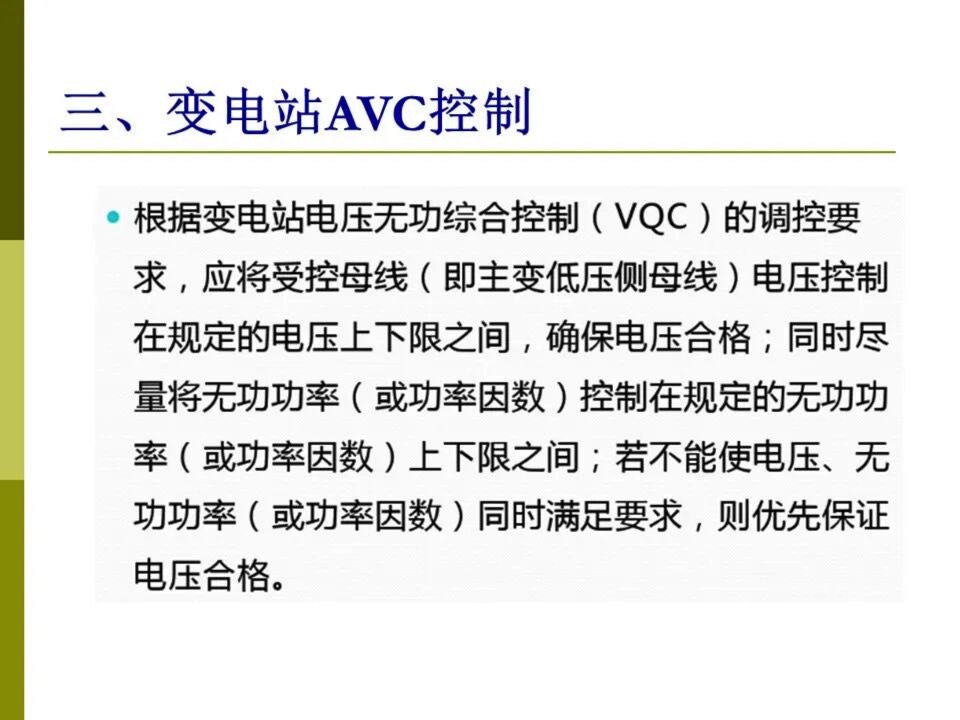 三、变电站AVC控制
• 根据变电站电压无功综合控制（VQC）的调控要
求，应将受控母线（即主变低压侧母线）电压控制
在规定的电压上下限之间，确保电压合格；同时尽
量将无功功率（或功率因数）控制在规定的无功功
率（或功率因数）上下限之间；若不能使电压、无
功功率（或功率因数）同时满足要求，则优先保证
电压合格。